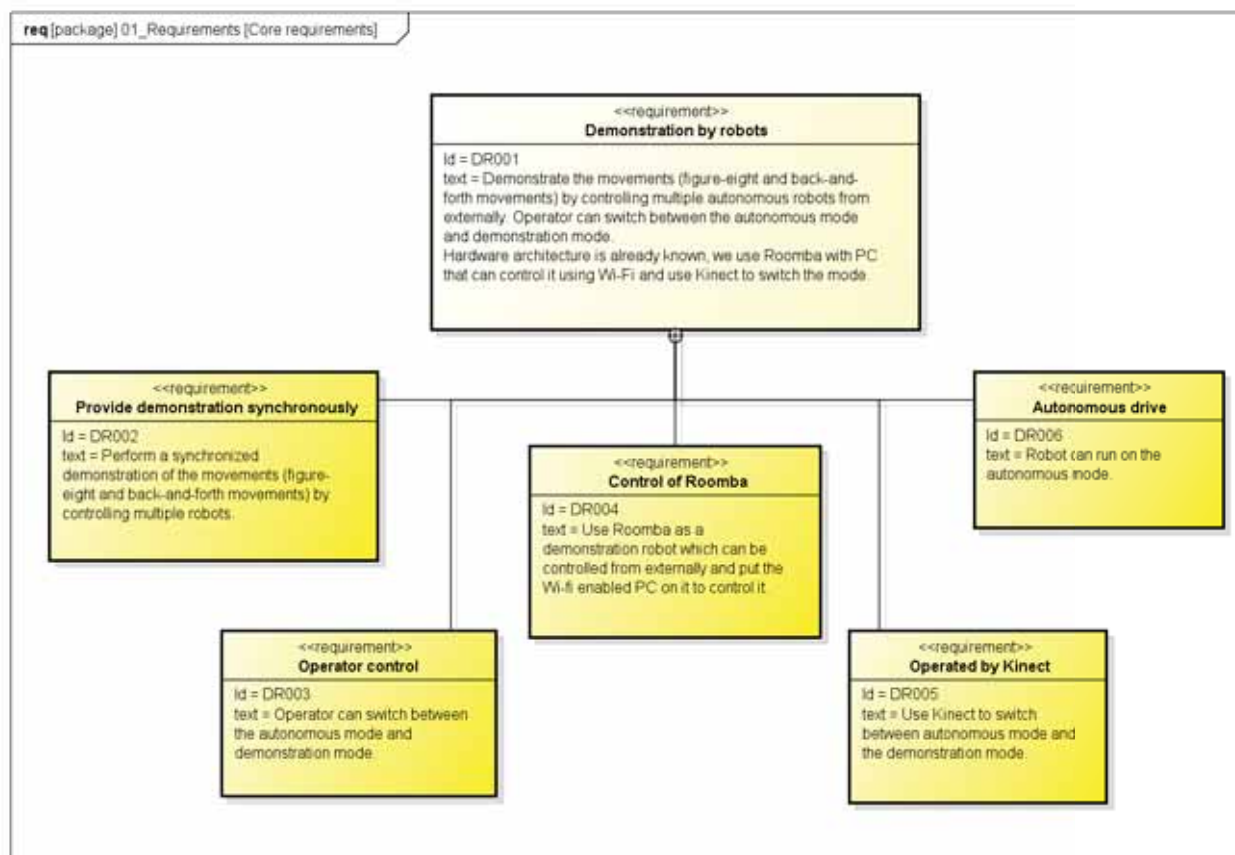 req [package] 01_Requirements [Core requirements]
<<requirement>>
Demonstration by robots
Id = DR001
text = Demonstrate the movements (figure-eight and back-and-
forth movements) by controlling multiple autonomous robots from
externally. Operator can switch between the autonomous mode
and demonstration mode.
Hardware architecture is already known, we use Roomba with PC
that can control it using Wi-Fi and use Kinect to switch the mode.
<<requirement>>
Provide demonstration synchronously
Id = DR002
text = Perform a synchronized
demonstration of the movements (figure-
eight and back-and-forth movements) by
controlling multiple robots.
<<requirement>>
Control of Roomba
Id = DR004
text = Use Roomba as a
demonstration robot which can be
controlled from externally and put the
Wi-fi enabled PC on it to control it.
<<requirement>>
Autonomous drive
Id = DR006
text = Robot can run on the
autonomous mode.
<<requirement>>
Operator control
Id = DR003
text = Operator can switch between
the autonomous mode and
demonstration mode.
<<requirement>>
Operated by Kinect
Id = DR005
text = Use Kinect to switch
between autonomous mode and
the demonstration mode.